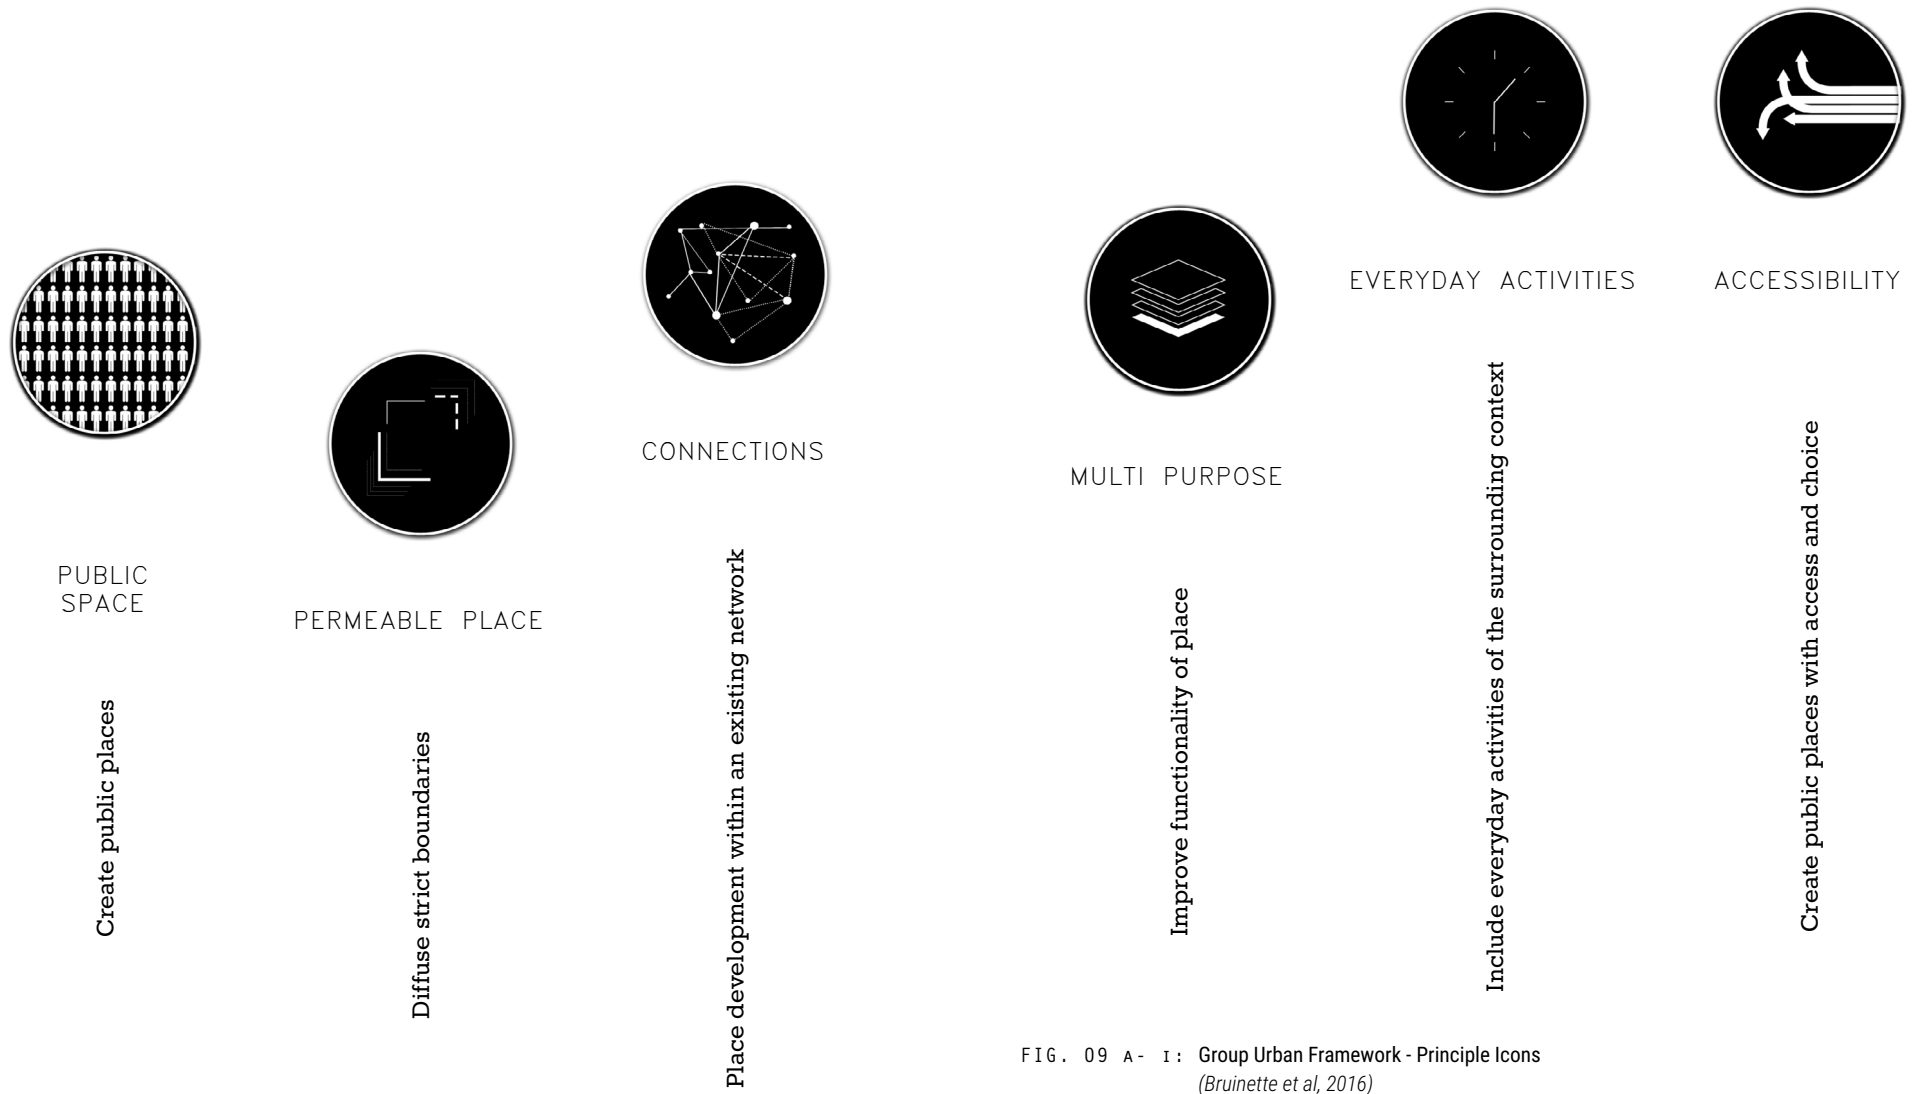 PUBLIC
SPACE
Create public places
PERMEABLE PLACE
Diffuse strict boundaries
CONNECTIONS
Place development within an existing network
MULTI PURPOSE
Improve functionality of place
EVERYDAY ACTIVITIES
Include everyday activities of the surrounding context
ACCESSIBILITY
Create public places with access and choice
FIG. 09 A- I: Group Urban Framework - Principle Icons
(Bruinette et al, 2016)